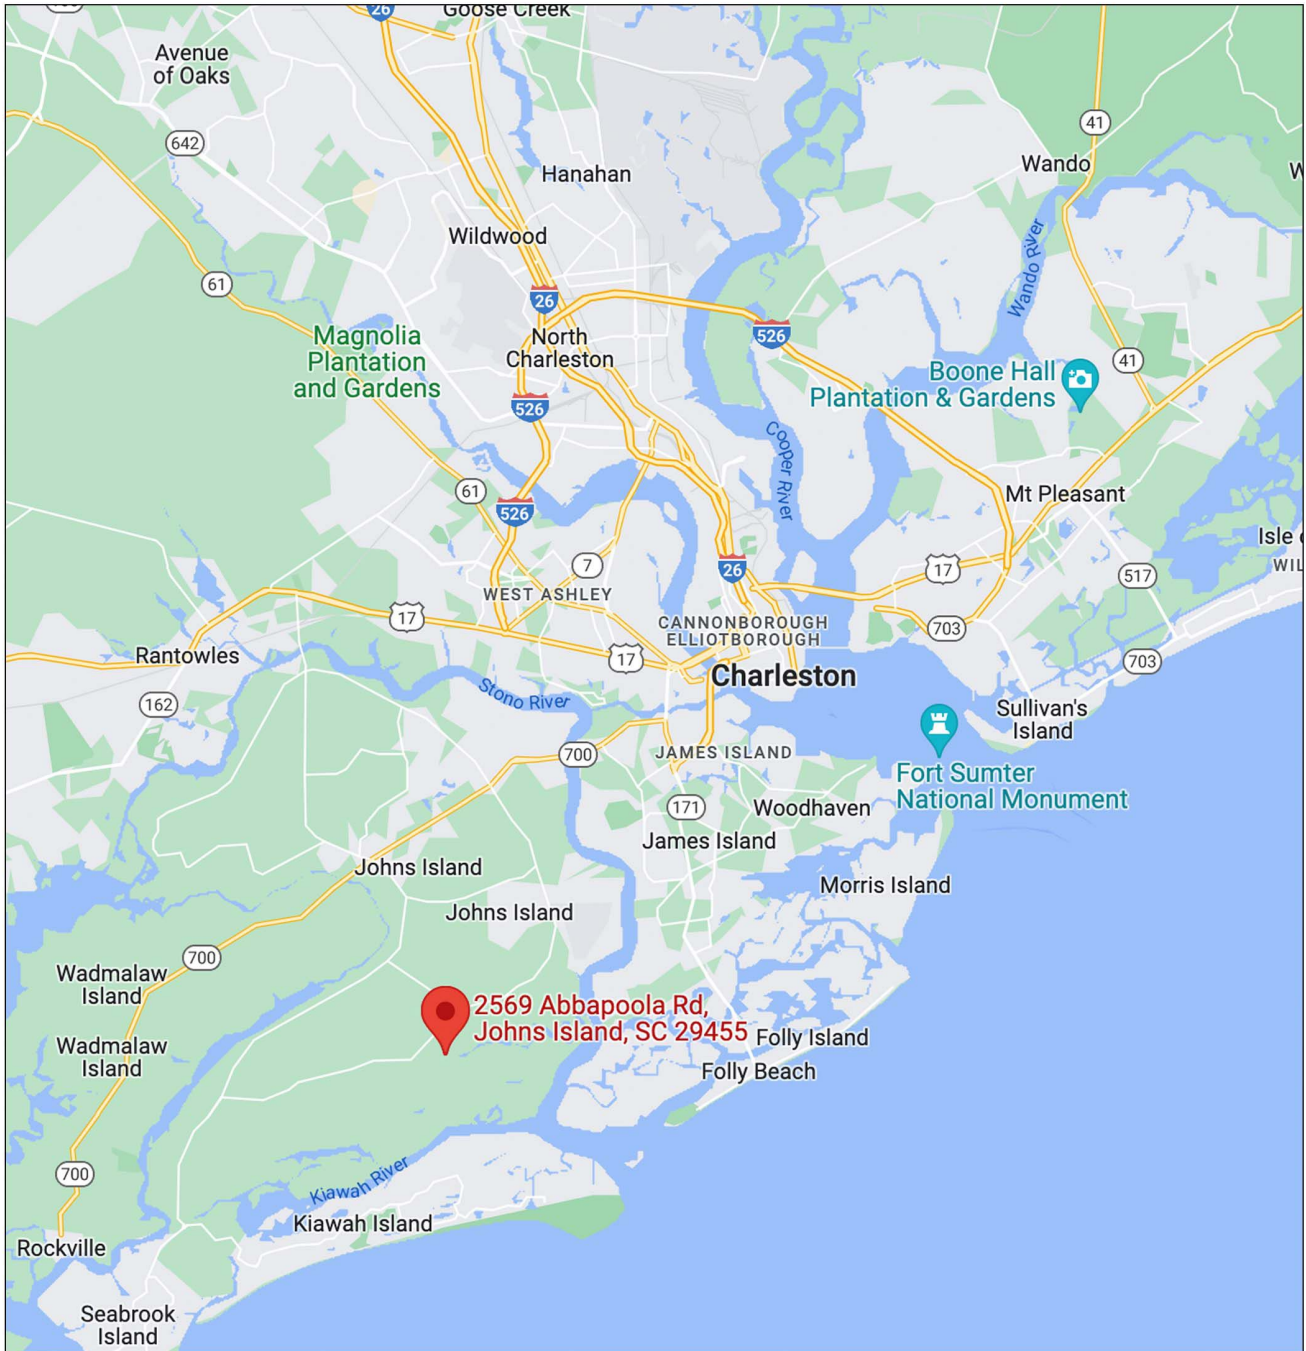 26
Goose Creek
Avenue
of Oaks
41
642
Wando
Hanahan
Wildwood
Wando River
61
26
526
Magnolia
Plantation
and Gardens
North
Charleston
41
Boone Hall
Plantation & Gardens
526
Cooper River
61
Mt Pleasant
526
Isle
WIL
7
26
17
517
WEST ASHLEY
17
CANNONBOROUGH
ELLIOTBOROUGH
703
Rantowles
17
703
Charleston
Stono River
162
Sullivan's
Island
700
JAMES ISLAND
Fort Sumter
National Monument
171
Woodhaven
James Island
Johns Island
Morris Island
Johns Island
700
Wadmalaw
Island
2569 Abbapoola Rd,
Johns Island, SC 29455
Folly Island
Wadmalaw
Island
Folly Beach
700
Kiawah River
Kiawah Island
Rockville
Seabrook
Island